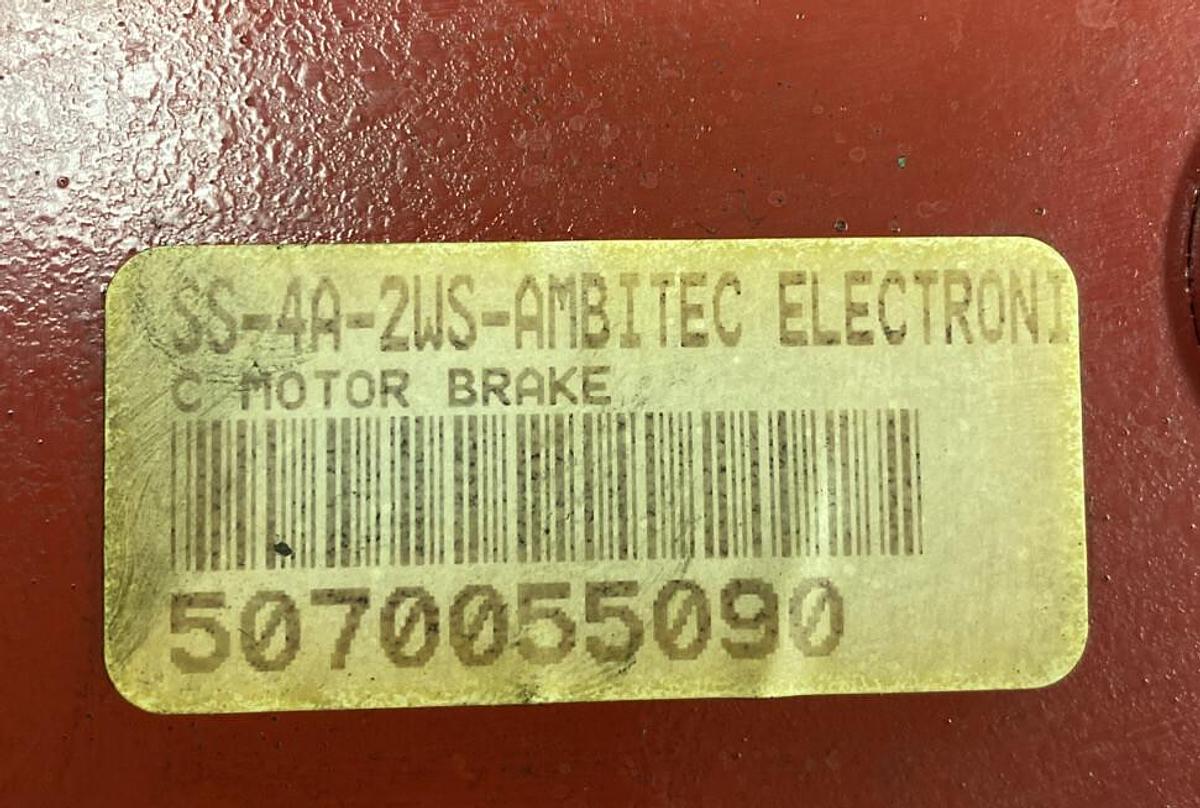 SS-4A-2WS-AMBITEC ELECTRONI
C MOTOR BRAKE
5070055090